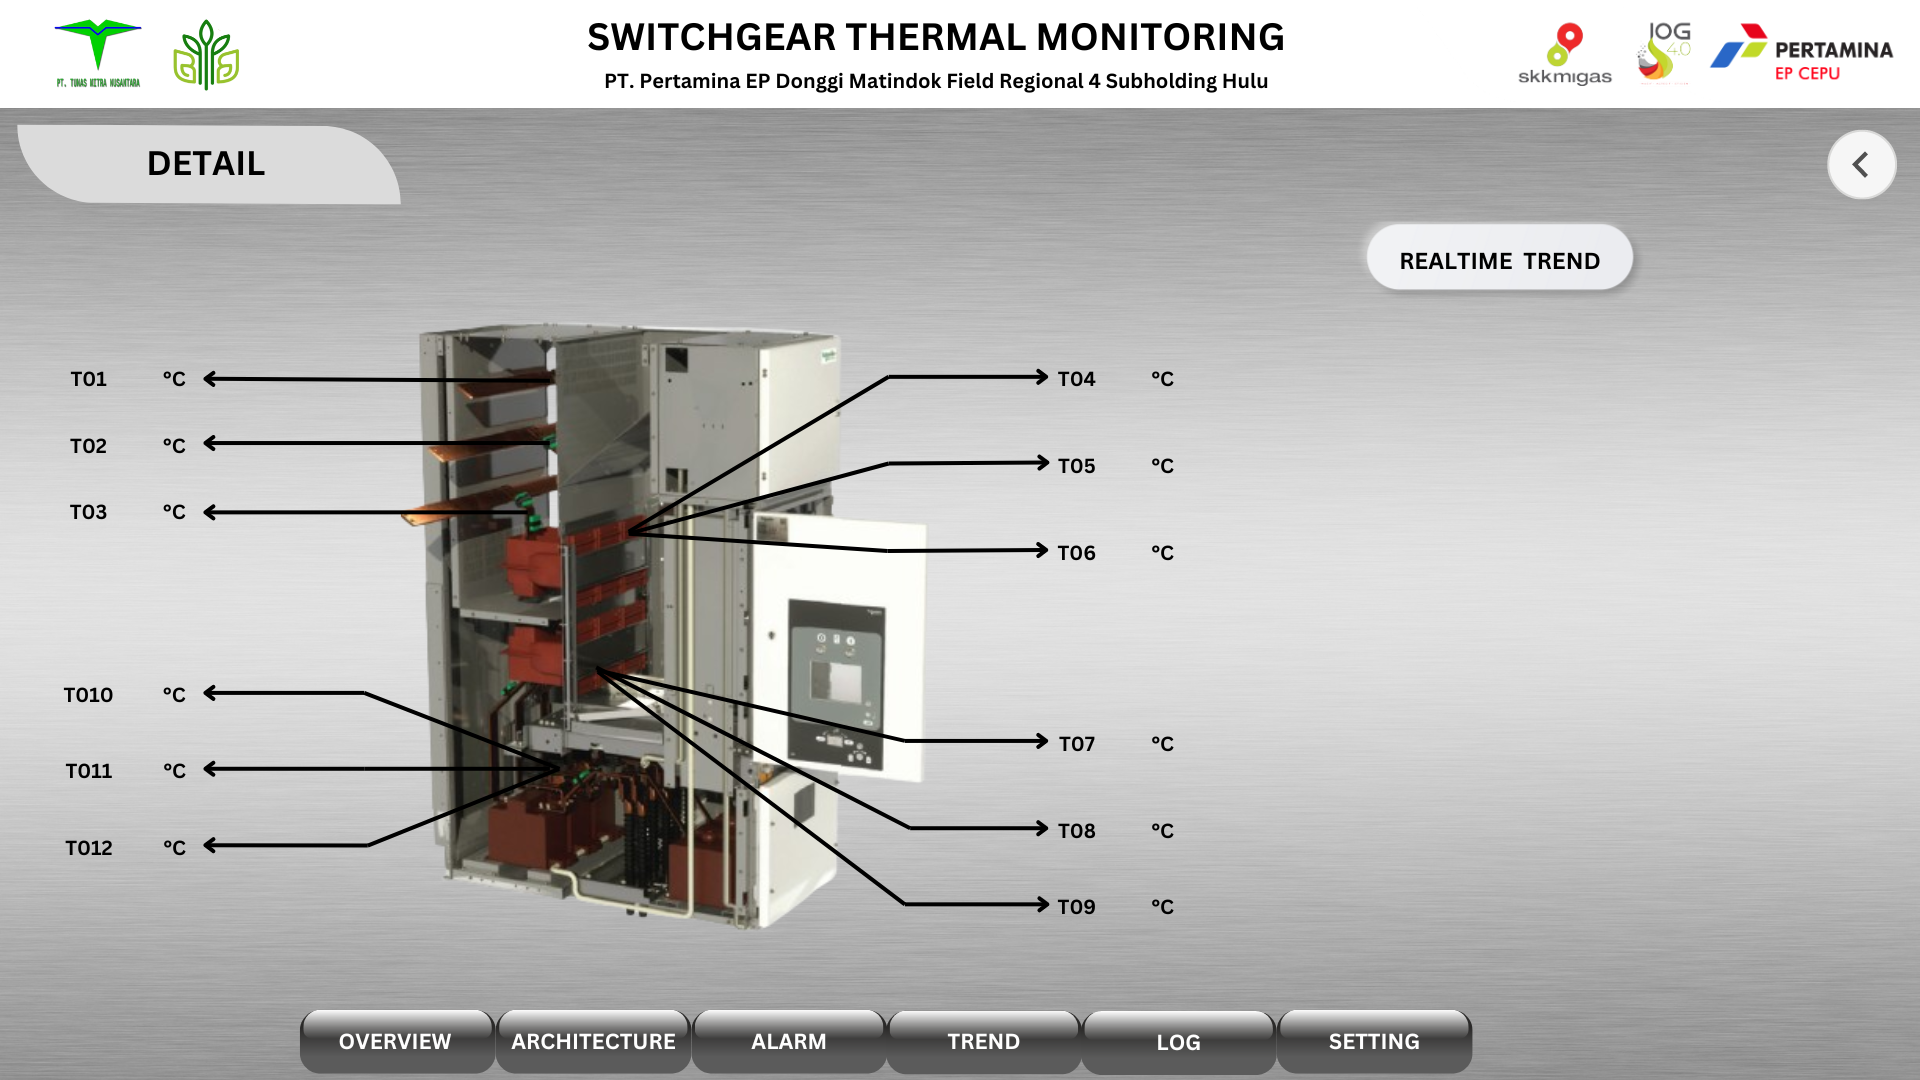 SWITCHGEAR THERMAL MONITORING
PT. Pertamina EP Donggi Matindok Field Regional 4 Subholding Hulu
PT. TUNAS MITRA NUSANTARA
skkmigas
IOG
4.0
PERTAMINA
EP CEPU
DETAIL
REALTIME TREND
T01 °C
T02 °C
T03 °C
T04 °C
T05 °C
T06 °C
T010 °C
T011 °C
T012 °C
T07 °C
T08 °C
T09 °C
OVERVIEW
ARCHITECTURE
ALARM
TREND
LOG
SETTING